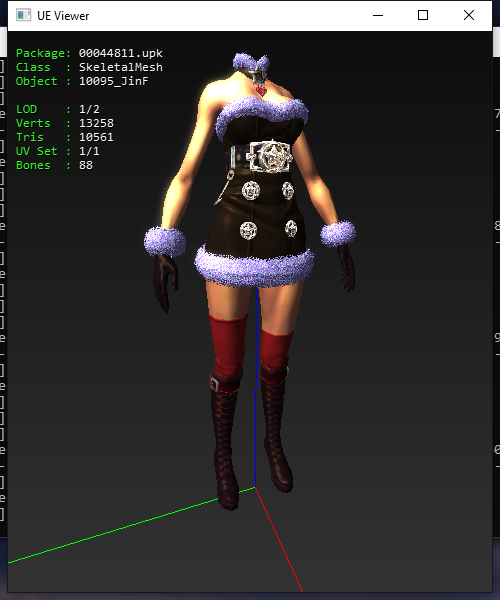 UE Viewer
Package: 00044811.upk
Class : SkeletalMesh
Object : 10095_JinF
LOD : 1/2
Verts : 13258
Tris : 10561
UV Set : 1/1
Bones : 88